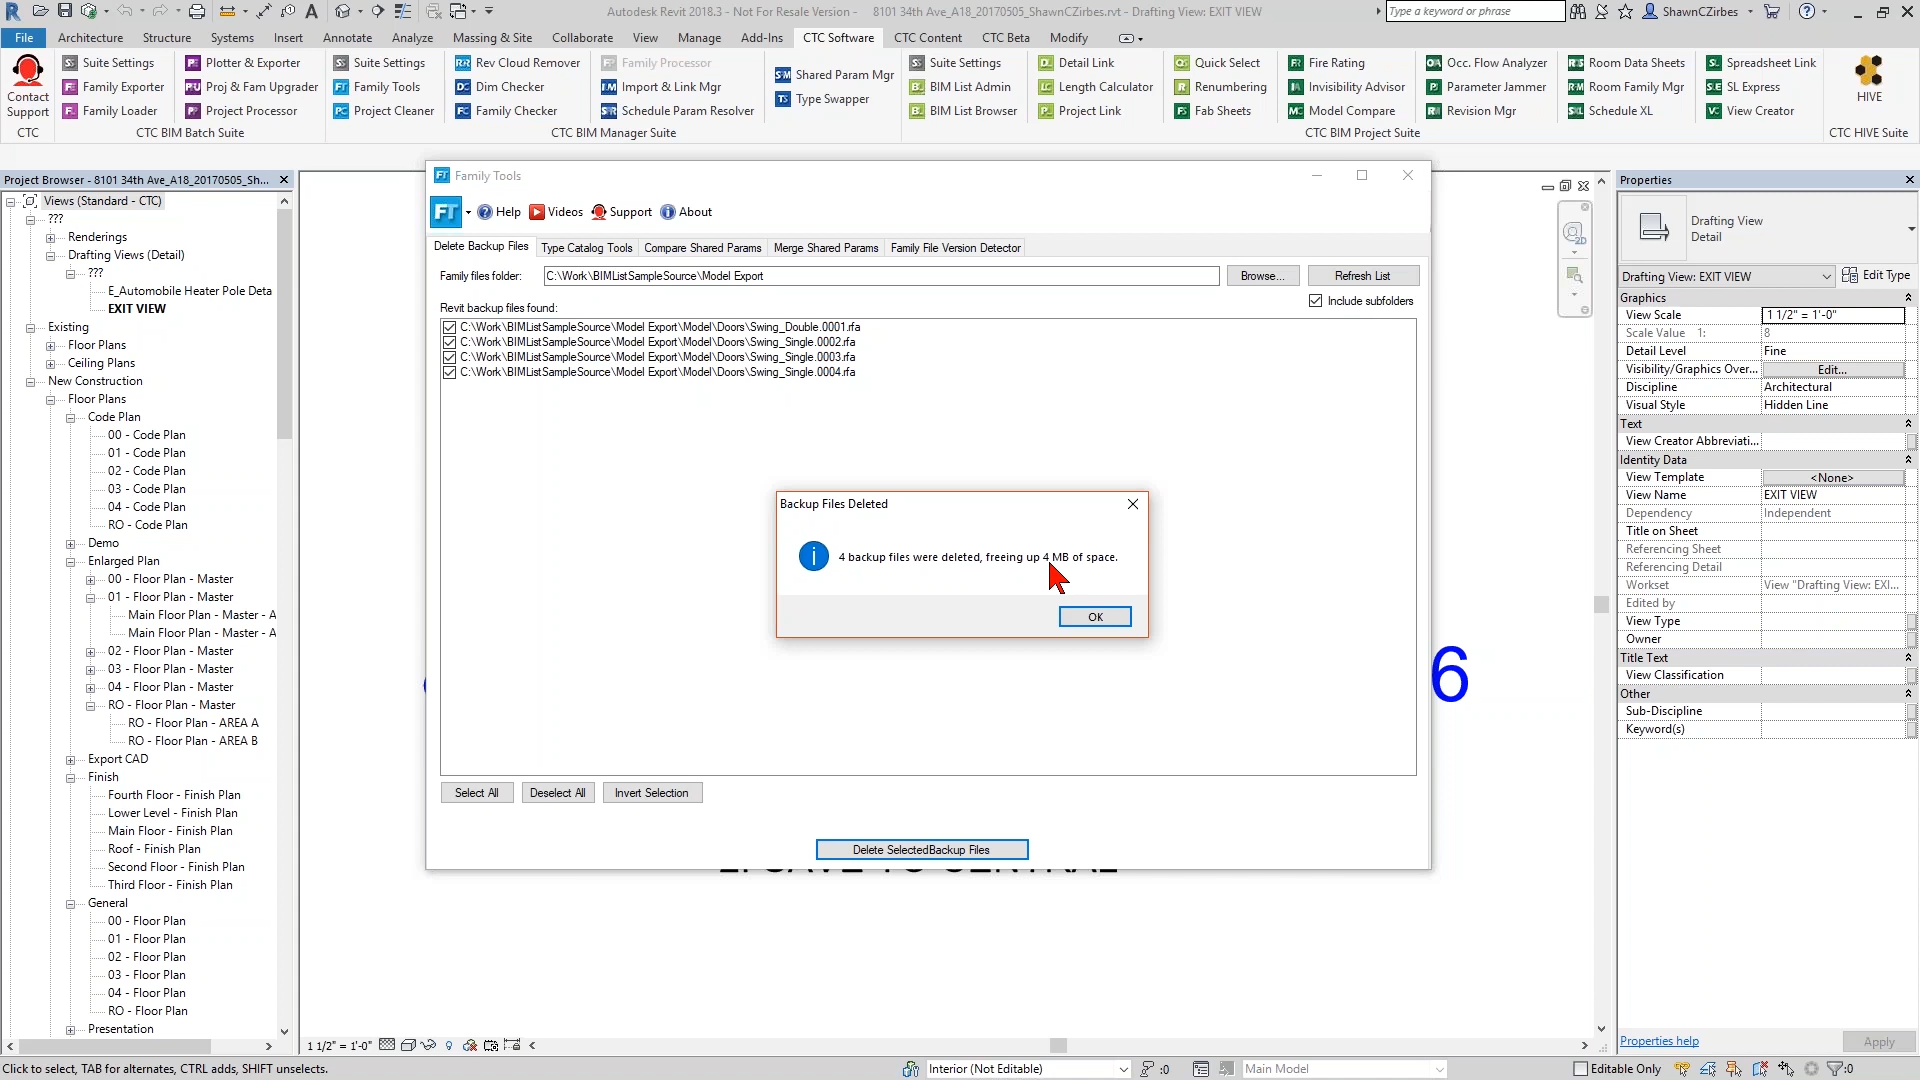 Autodesk Revit 2018.3 - Not For Resale Version - 8101 34th Ave_A18_20170505_ShawnCZirbes.rvt - Drafting View: EXIT VIEW
Type a keyword or phrase
ShawnCZirbes
File Architecture Structure Systems Insert Annotate Analyze Massing & Site Collaborate View Manage Add-Ins CTC Software CTC Content CTC Beta Modify
Contact Support
CTC
Suite Settings
Family Exporter
Family Loader
Plotter & Exporter
Proj & Fam Upgrader
Project Processor
CTC BIM Batch Suite
Suite Settings
Family Tools
Project Cleaner
Rev Cloud Remover
Dim Checker
Family Checker
Family Processor
Import & Link Mgr
Schedule Param Resolver
Shared Param Mgr
Type Swapper
CTC BIM Manager Suite
Suite Settings
BIM List Admin
BIM List Browser
Detail Link
Length Calculator
Project Link
Quick Select
Renumbering
Fab Sheets
Fire Rating
Invisibility Advisor
Model Compare
Occ. Flow Analyzer
Parameter Jammer
Revision Mgr
Room Data Sheets
Room Family Mgr
Schedule XL
Spreadsheet Link
SL Express
View Creator
CTC BIM Project Suite
HIVE
CTC HIVE Suite
Project Browser - 8101 34th Ave_A18_20170505_Sh...
Views (Standard - CTC)
???
Renderings
Drafting Views (Detail)
???
E_Automobile Heater Pole Deta
EXIT VIEW
Existing
Floor Plans
Ceiling Plans
New Construction
Floor Plans
Code Plan
00 - Code Plan
01 - Code Plan
02 - Code Plan
03 - Code Plan
04 - Code Plan
RO - Code Plan
Demo
Enlarged Plan
00 - Floor Plan - Master
01 - Floor Plan - Master
Main Floor Plan - Master - A
Main Floor Plan - Master - A
02 - Floor Plan - Master
03 - Floor Plan - Master
04 - Floor Plan - Master
RO - Floor Plan - Master
RO - Floor Plan - AREA A
RO - Floor Plan - AREA B
Export CAD
Finish
Fourth Floor - Finish Plan
Lower Level - Finish Plan
Main Floor - Finish Plan
Roof - Finish Plan
Second Floor - Finish Plan
Third Floor - Finish Plan
General
00 - Floor Plan
01 - Floor Plan
02 - Floor Plan
03 - Floor Plan
04 - Floor Plan
RO - Floor Plan
Presentation
FT Family Tools
FT Help Videos Support About
Delete Backup Files Type Catalog Tools Compare Shared Params Merge Shared Params Family File Version Detector
Family files folder: C:\Work\BIMListSampleSource\Model Export Browse... Refresh List
Revit backup files found: Include subfolders
C:\Work\BIMListSampleSource\Model Export\Model\Doors\Swing_Double.0001.rfa
C:\Work\BIMListSampleSource\Model Export\Model\Doors\Swing_Single.0002.rfa
C:\Work\BIMListSampleSource\Model Export\Model\Doors\Swing_Single.0003.rfa
C:\Work\BIMListSampleSource\Model Export\Model\Doors\Swing_Single.0004.rfa
Backup Files Deleted
4 backup files were deleted, freeing up 4 MB of space.
OK
Select All Deselect All Invert Selection
Delete SelectedBackup Files
6
Properties
Drafting View
Detail
Drafting View: EXIT VIEW Edit Type
Graphics
View Scale 1 1/2" = 1'-0"
Scale Value 1: 8
Detail Level Fine
Visibility/Graphics Over... Edit...
Discipline Architectural
Visual Style Hidden Line
Text
View Creator Abbreviati...
Identity Data
View Template <None>
View Name EXIT VIEW
Dependency Independent
Title on Sheet
Referencing Sheet
Referencing Detail
Workset View "Drafting View: EXI...
Edited by
View Type
Owner
Title Text
View Classification
Other
Sub-Discipline
Keyword(s)
Properties help Apply
1 1/2" = 1'-0"
Click to select, TAB for alternates, CTRL adds, SHIFT unselects.
Interior (Not Editable) :0 Main Model Editable Only :0